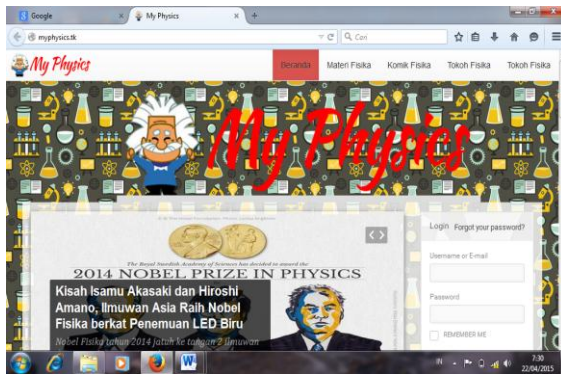 Google
My Physics
myphysics.tk
Cari
My Physics
Beranda
Materi Fisika
Komik Fisika
Tokoh Fisika
Tokoh Fisika
My Physics
The Royal Swedish Academy of Sciences has decided to award the
2014 NOBEL PRIZE IN PHYSICS
Kisah Isamu Akasaki dan Hiroshi
Amano, Ilmuwan Asia Raih Nobel
Fisika berkat Penemuan LED Biru
Nobel Fisika tahun 2014 jatuh ke tangan 2 ilmuwan
Login Forgot your password?
Username or E-mail
Password
REMEMBER ME
IN
7:30
22/04/2015